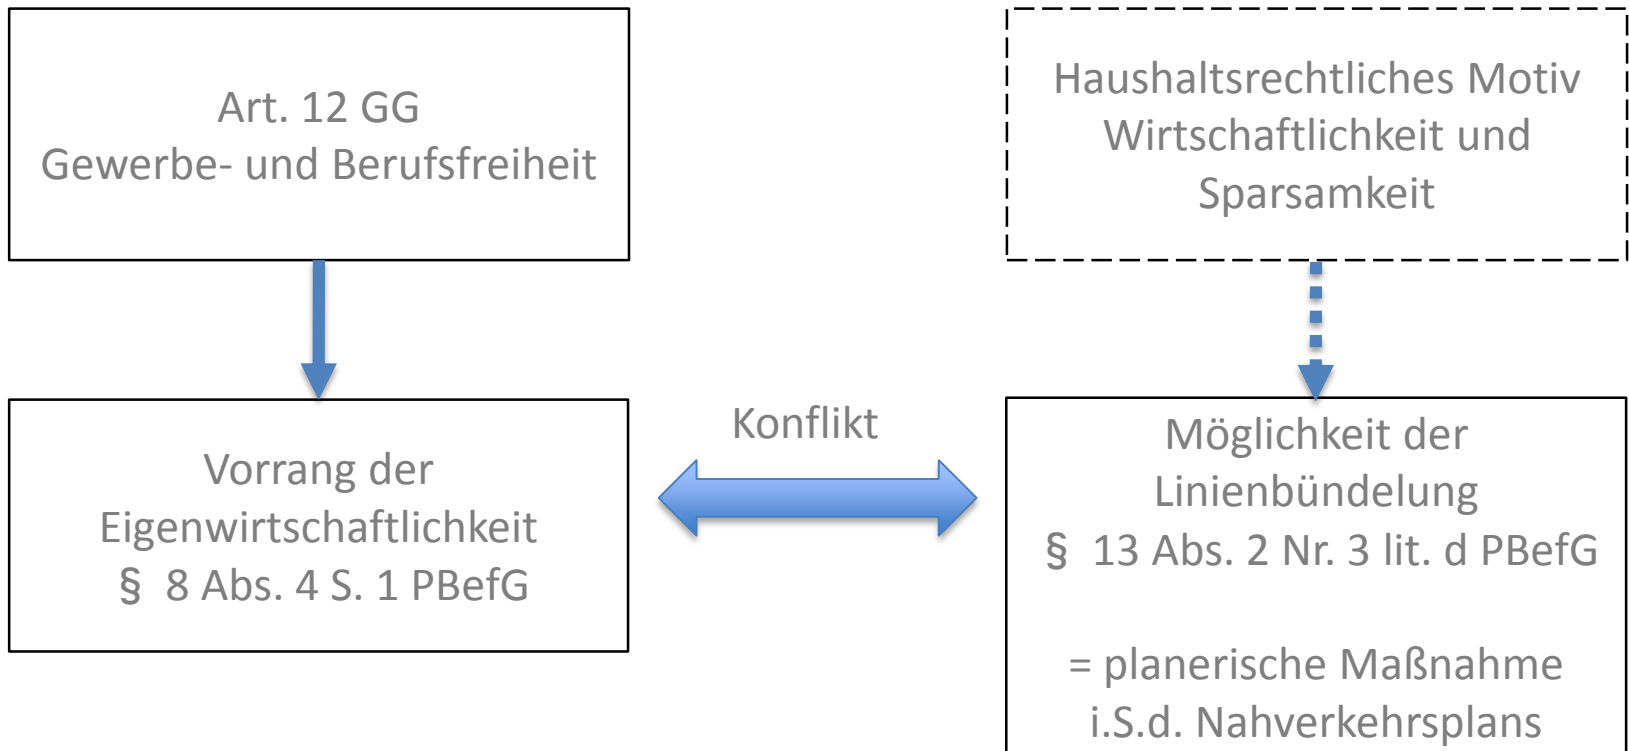 Art. 12 GG
Gewerbe- und Berufsfreiheit
Haushaltsrechtliches Motiv
Wirtschaftlichkeit und
Sparsamkeit
Vorrang der
Eigenwirtschaftlichkeit
§ 8 Abs. 4 S. 1 PBefG
Konflikt
Möglichkeit der
Linienbündelung
§ 13 Abs. 2 Nr. 3 lit. d PBefG
= planerische Maßnahme
i.S.d. Nahverkehrsplans